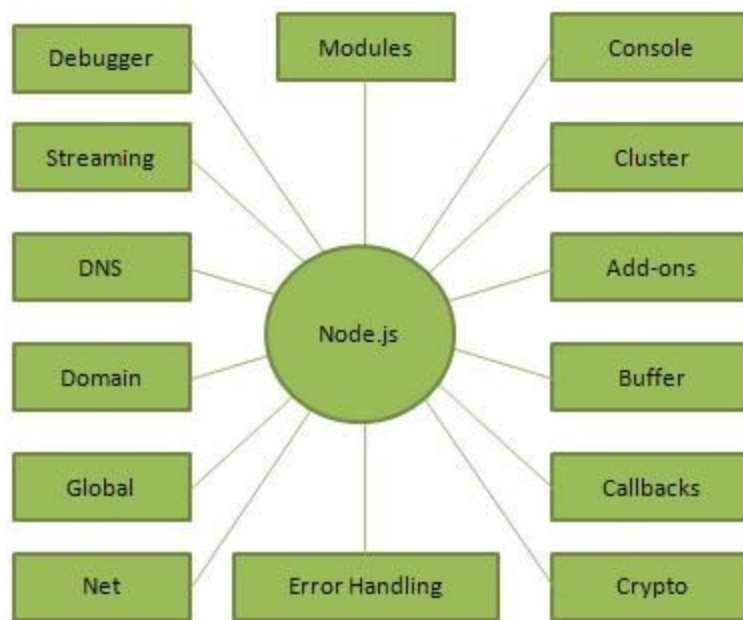 Debugger
Modules
Console
Streaming
Cluster
DNS
Add-ons
Node.js
Domain
Buffer
Global
Callbacks
Net
Error Handling
Crypto